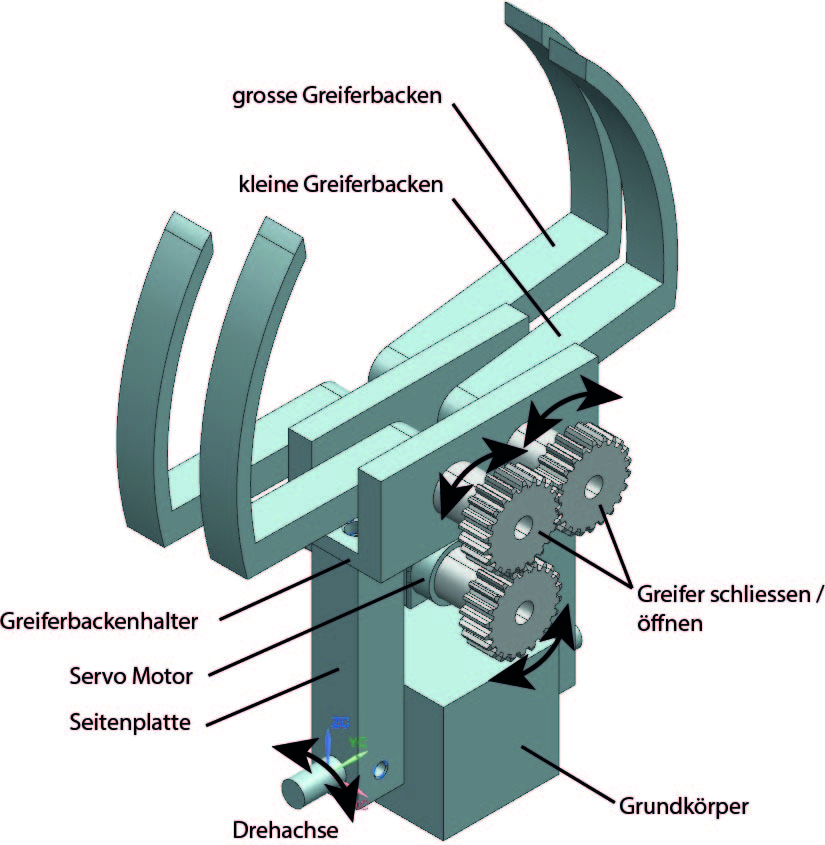 grosse Greiferbacken
kleine Greiferbacken
Greifer schliessen /
öffnen
Greiferbackenhalter
Servo Motor
Seitenplatte
ZC
YC
Drehachse
Grundkörper